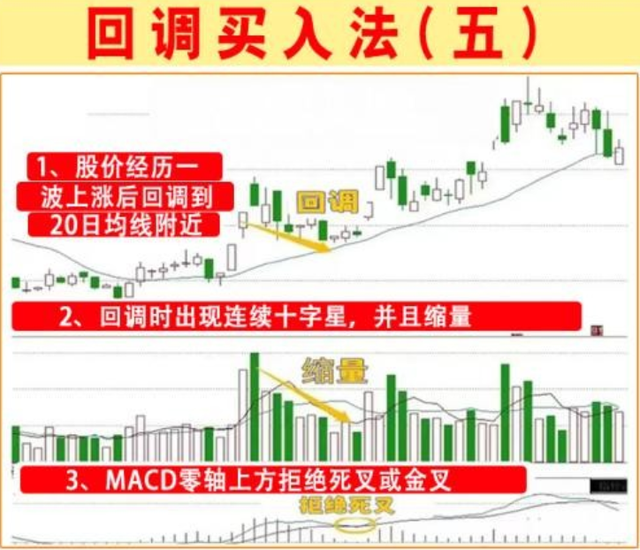 回调买入法（五）
1、股价经历一
波上涨后回调到
20日均线附近
回调
2、回调时出现连续十字星，并且缩量
缩量
3、MACD零轴上方拒绝死叉或金叉
拒绝死叉